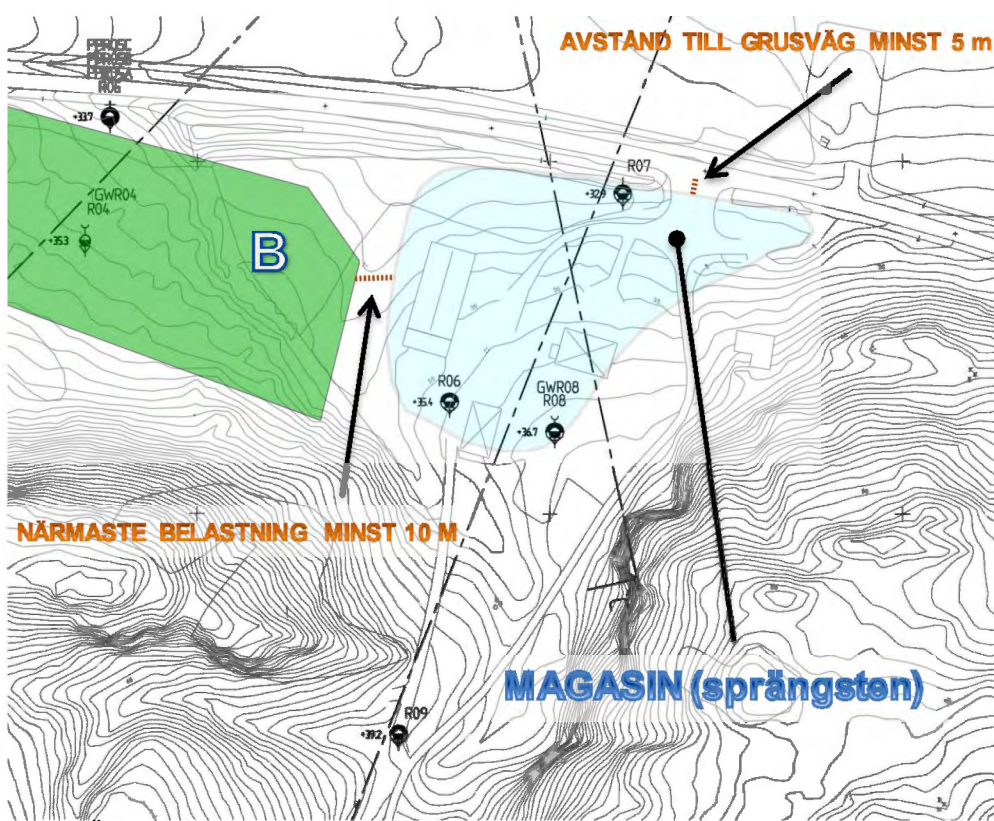 AVSTÅND TILL GRUSVÄG MINST 5 m
R06
+33.7
R07
+32.9
GWR04
R04
+35.3
B
R06
+35.4
GWR08
R08
+36.7
NÄRMASTE BELASTNING MINST 10 M
MAGASIN (sprängsten)
R09
+39.2